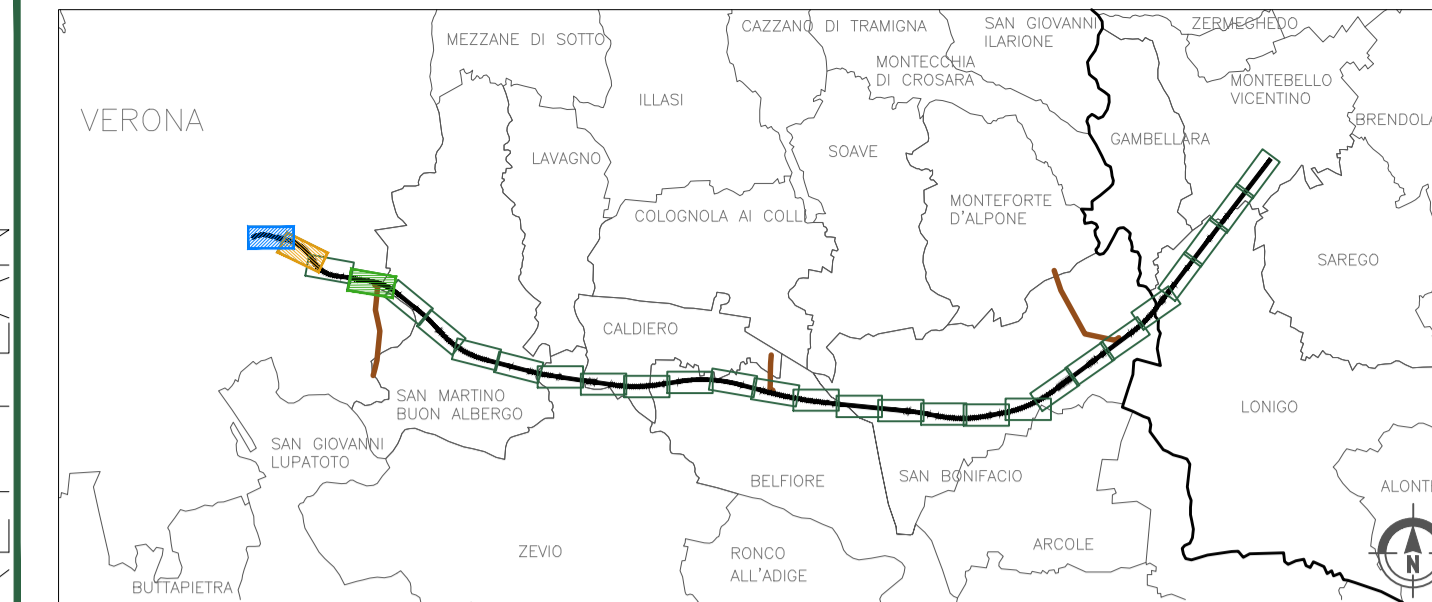 CAZZANO DI TRAMIGNA
SAN GIOVANNI
ILARIONE
ZERMEGHEDO
MEZZANE DI SOTTO
MONTECCHIA
DI CROSARA
MONTEBELLO
VICENTINO
ILLASI
VERONA
BRENDOLA
GAMBELLARA
LAVAGNO
SOAVE
MONTEFORTE
D'ALPONE
COLOGNOLA AI COLLI
SAREGO
CALDIERO
SAN MARTINO
BUON ALBERGO
LONIGO
SAN GIOVANNI
LUPATOTO
BELFIORE
SAN BONIFACIO
ALONTE
ZEVIO
RONCO
ALL'ADIGE
ARCOLE
BUTTAPIETRA
N